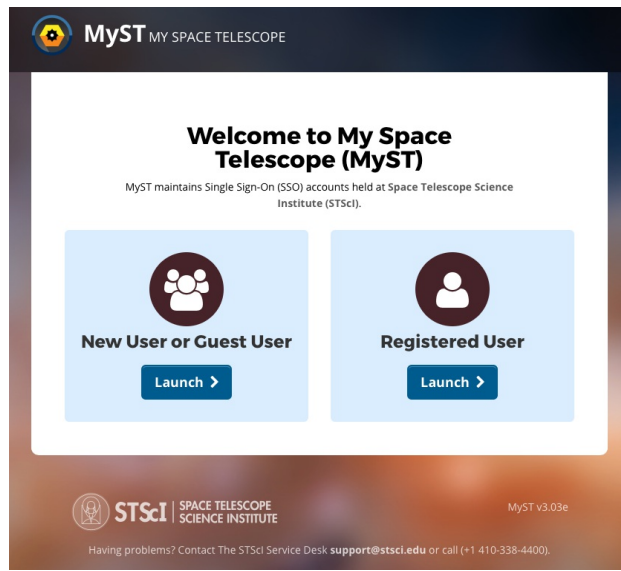 MyST MY SPACE TELESCOPE
Welcome to My Space
Telescope (MyST)
MyST maintains Single Sign-On (SSO) accounts held at Space Telescope Science
Institute (STScI).
New User or Guest User
Launch
Registered User
Launch
STScI SPACE TELESCOPE
SCIENCE INSTITUTE
MyST v3.03e
Having problems? Contact The STScI Service Desk support@stsci.edu or call (+1 410-338-4400).